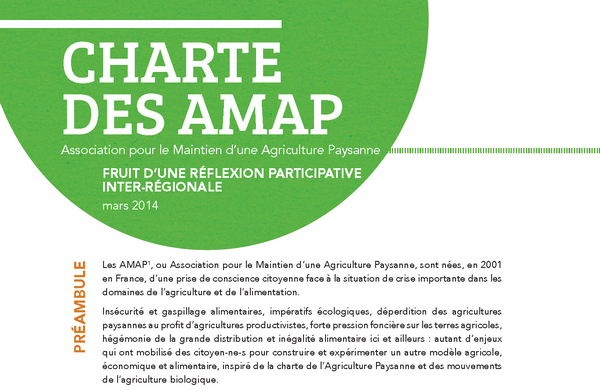 CHARTE
DES AMAP
Association pour le Maintien d'une Agriculture Paysanne
FRUIT D'UNE RÉFLEXION PARTICIPATIVE
INTER-RÉGIONALE
mars 2014
PRÉAMBULE
Les AMAP¹, ou Association pour le Maintien d'une Agriculture Paysanne, sont nées, en 2001
en France, d'une prise de conscience citoyenne face à la situation de crise importante dans les
domaines de l'agriculture et de l'alimentation.
Insécurité et gaspillage alimentaires, impératifs écologiques, déperdition des agricultures
paysannes au profit d'agricultures productivistes, forte pression foncière sur les terres agricoles,
hégémonie de la grande distribution et inégalité alimentaire ici et ailleurs : autant d'enjeux
qui ont mobilisé des citoyen-ne-s pour construire et expérimenter un autre modèle agricole,
économique et alimentaire, inspiré de la charte de l'Agriculture Paysanne et des mouvements
de l'agriculture biologique.